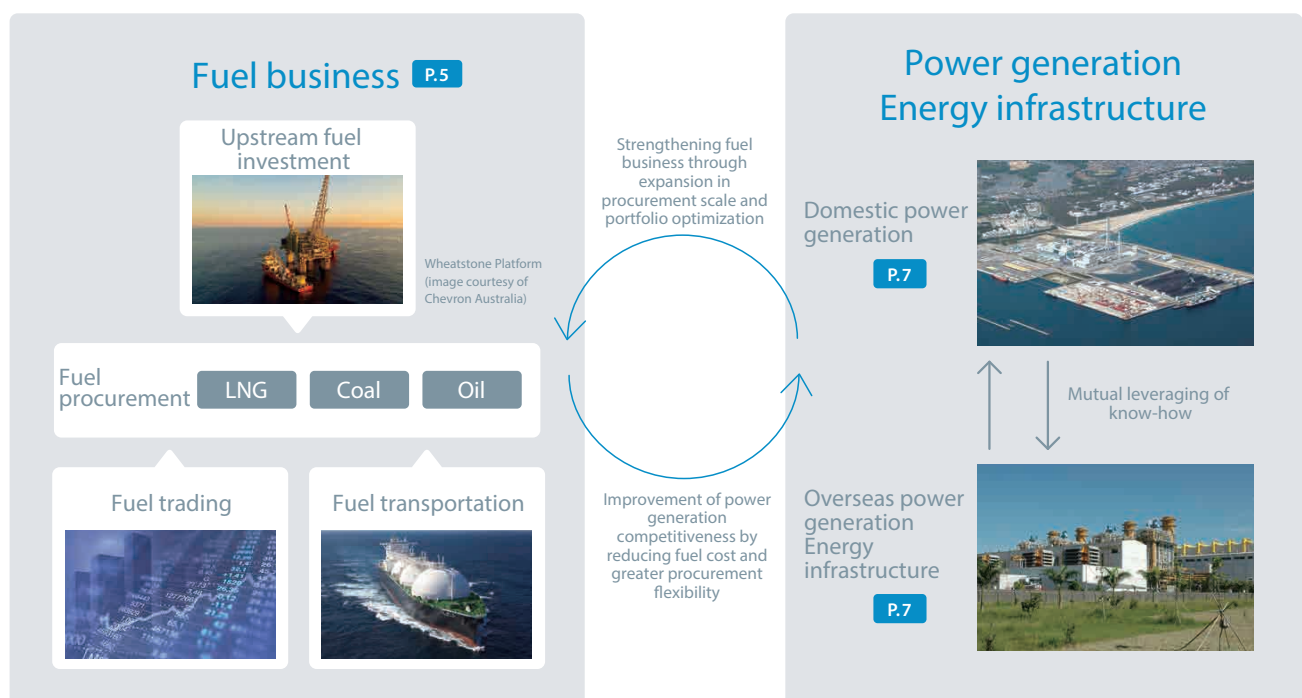 Fuel business P.5
Upstream fuel
investment
Wheatstone Platform
(image courtesy of
Chevron Australia)
Fuel
procurement
LNG
Coal
Oil
Fuel trading
Fuel transportation
Strengthening fuel
business through
expansion in
procurement scale and
portfolio optimization
Improvement of power
generation
competitiveness by
reducing fuel cost and
greater procurement
flexibility
Power generation
Energy infrastructure
Domestic power
generation
P.7
Mutual leveraging of
know-how
Overseas power
generation
Energy
infrastructure
P.7